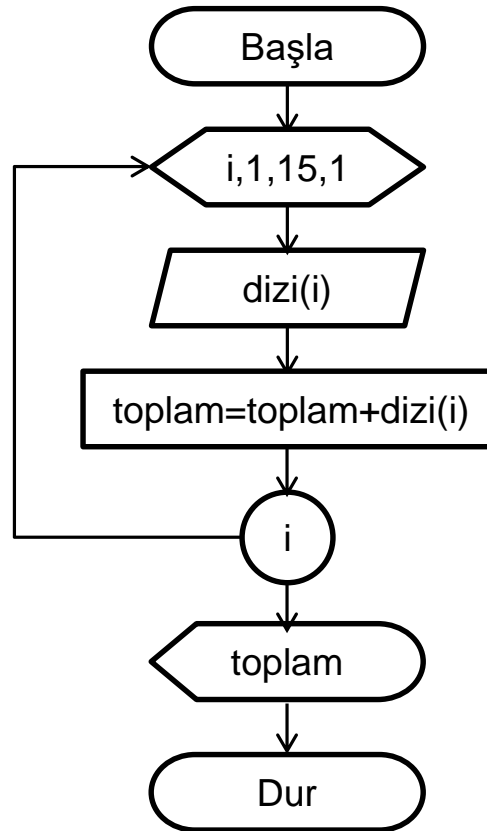 Başla
i,1,15,1
dizi(i)
toplam=toplam+dizi(i)
i
toplam
Dur